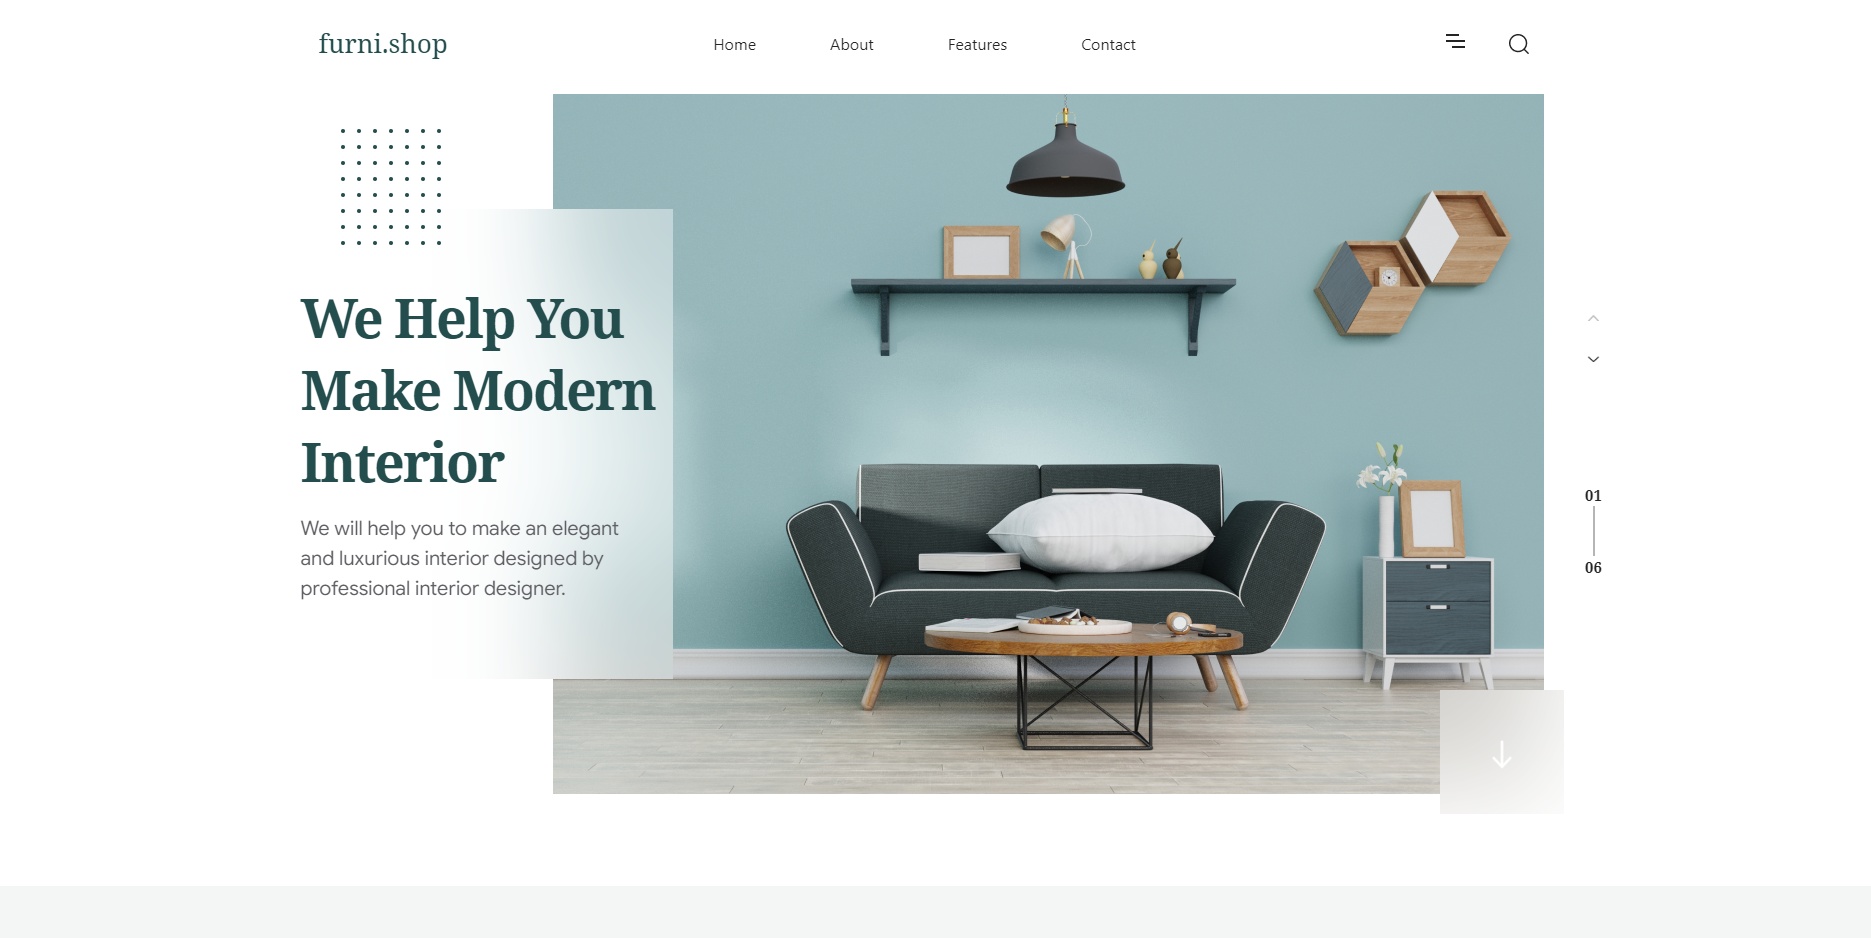 furni.shop
Home
About
Features
Contact
We Help You
Make Modern
Interior
We will help you to make an elegant
and luxurious interior designed by
professional interior designer.
01
06